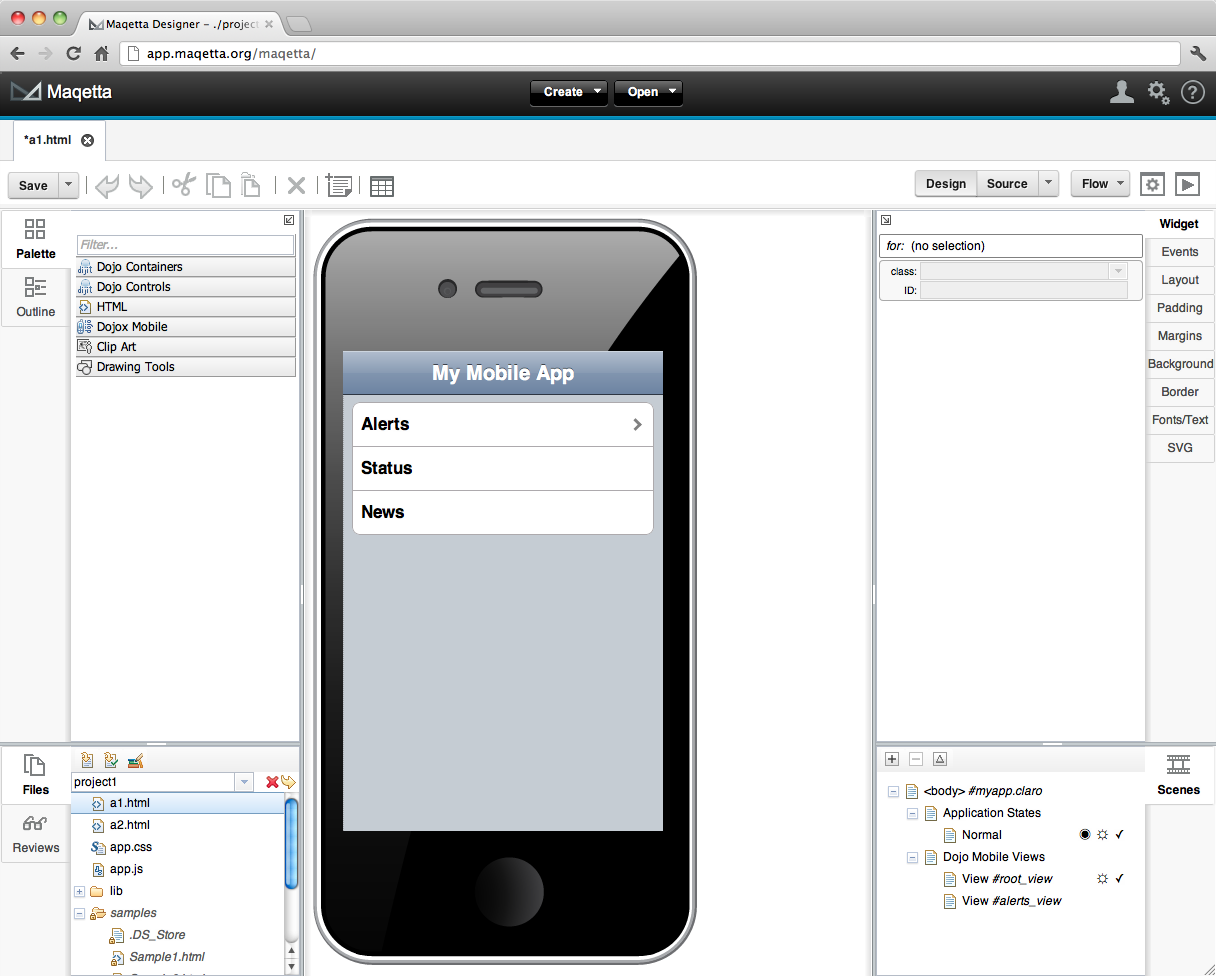 Maqetta Designer - ./project
app.maqetta.org/maqetta/
Maqetta
Create
Open
?
*a1.html
Save
Design
Source
Flow
Palette
Outline
Filter...
dijit Dojo Containers
dijit Dojo Controls
HTML
Dojox Mobile
Clip Art
Drawing Tools
My Mobile App
Alerts
Status
News
for: (no selection)
class:
ID:
Widget
Events
Layout
Padding
Margins
Background
Border
Fonts/Text
SVG
Files
Reviews
project1
a1.html
a2.html
app.css
app.js
lib
samples
.DS_Store
Sample1.html
<body> #myapp.claro
Application States
Normal
Dojo Mobile Views
View #root_view
View #alerts_view
Scenes